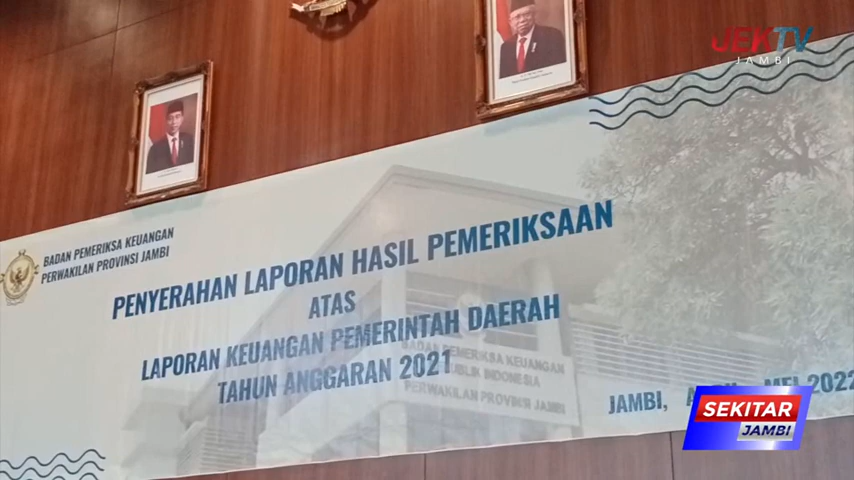 JEKTV
JAMBI
BADAN PEMERIKSA KEUANGAN
PERWAKILAN PROVINSI JAMBI
PENYERAHAN LAPORAN HASIL PEMERIKSAAN
ATAS
LAPORAN KEUANGAN PEMERINTAH DAERAH
TAHUN ANGGARAN 2021
BADAN PEMERIKSA KEUANGAN
REPUBLIK INDONESIA
PERWAKILAN PROVINSI JAMBI
JAMBI, MEI 2022
SEKITAR
JAMBI